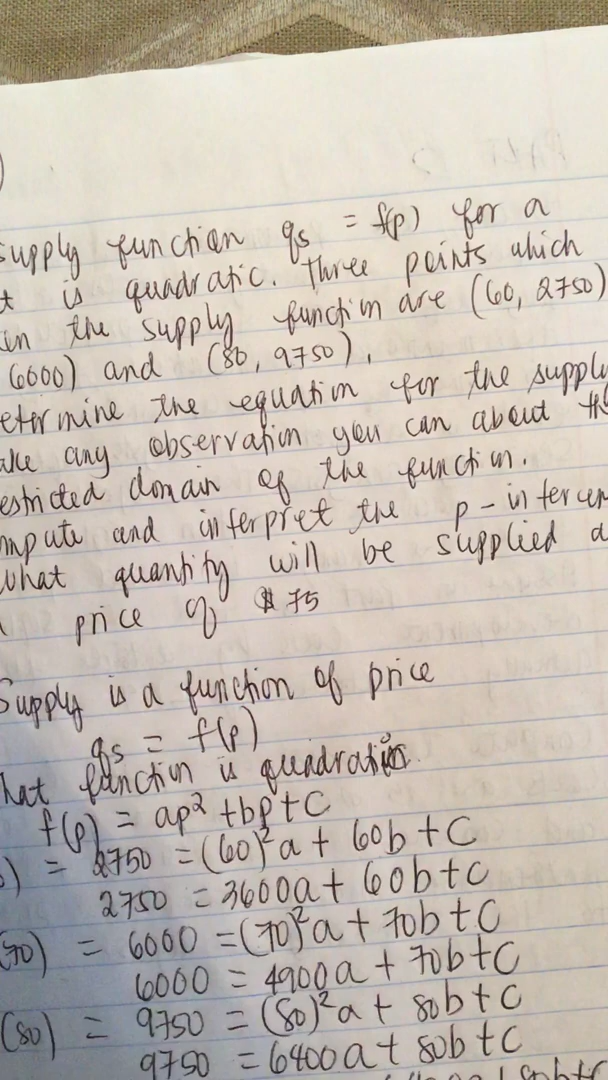 supply function qs = f(p) for a
t is quadratic. Three points which
in the supply function are (60, 2750)
6000) and (80, 9750).
etermine the equation for the supply
ake any observation you can about th
estricted domain of the function.
mpute and interpret the p-intercep
what quantity will be supplied a
price of $75
Supply is a function of price
qs = f(p)
hat function is quadratic.
f(p) = ap² + bp + C
) = 2750 = (60)²a + 60b + C
2750 = 3600a + 60b + C
(70) = 6000 = (70)²a + 70b + C
6000 = 4900a + 70b + C
(80) = 9750 = (80)²a + 80b + C
9750 = 6400a + 80b + C